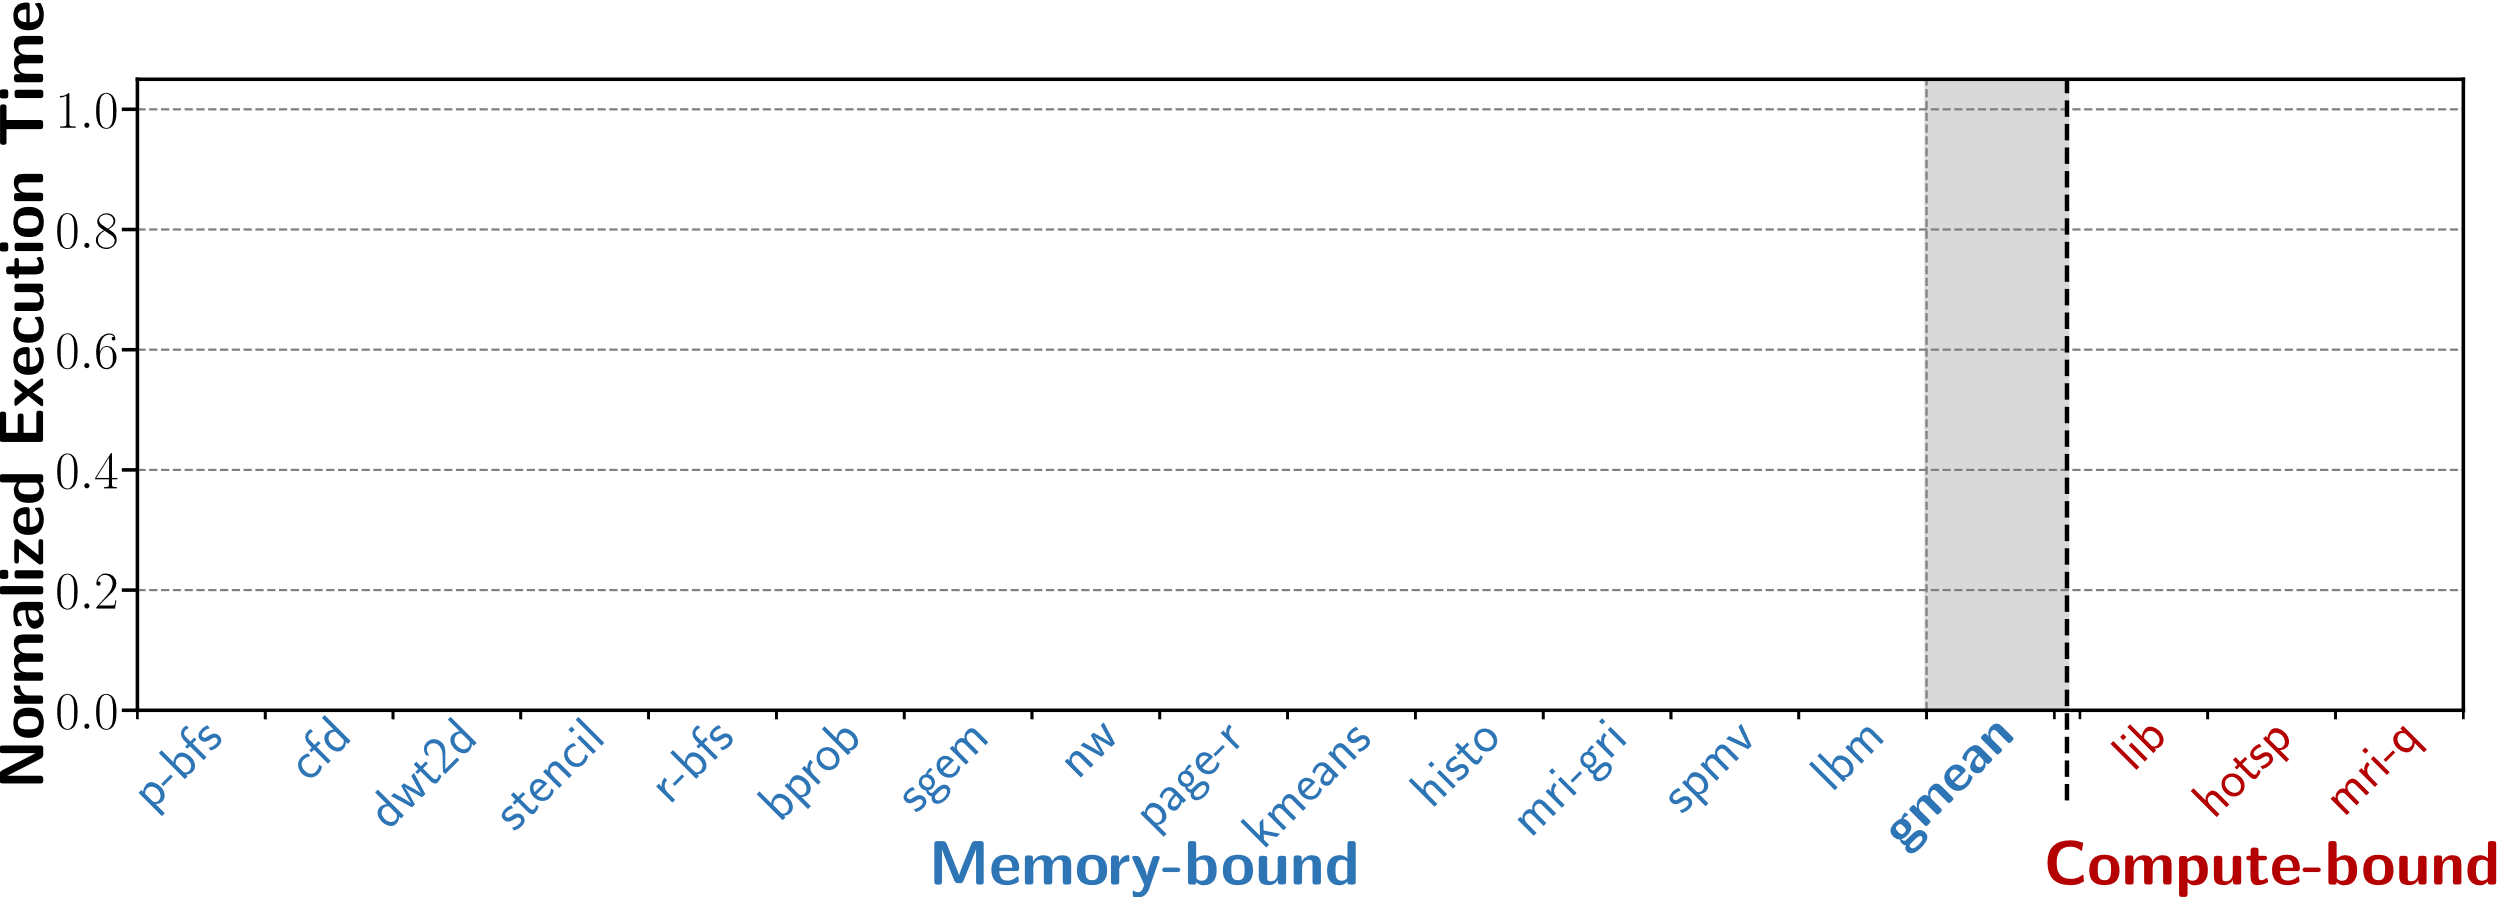 Normalized Execution Time
1.0
0.8
0.6
0.4
0.2
0.0
p-bfs
cfd
dwt2d
stencil
r-bfs
bprob
sgem
nw
page-r
kmeans
histo
mri-gri
spmv
lbm
gmean
lib
hotsp
mri-q
Memory-bound
Compute-bound